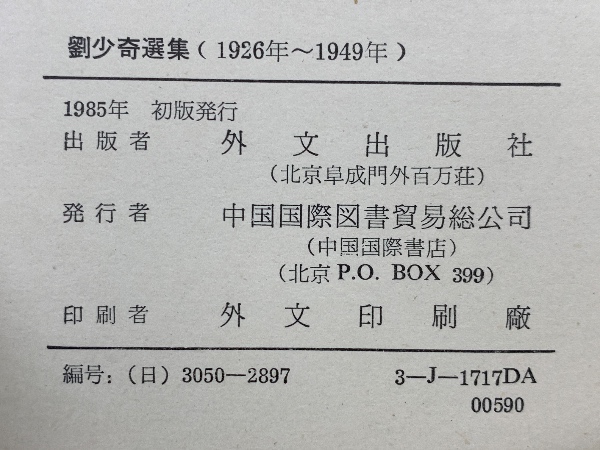 劉少奇選集(1926年~1949年)
1985年 初版発行
出版者 外文出版社
(北京阜成門外百万荘)
発行者 中国国際図書貿易総公司
(中国国際書店)
(北京 P.O. BOX 399)
印刷者 外文印刷廠
編号:(日)3050—2897 3—J—1717DA
00590